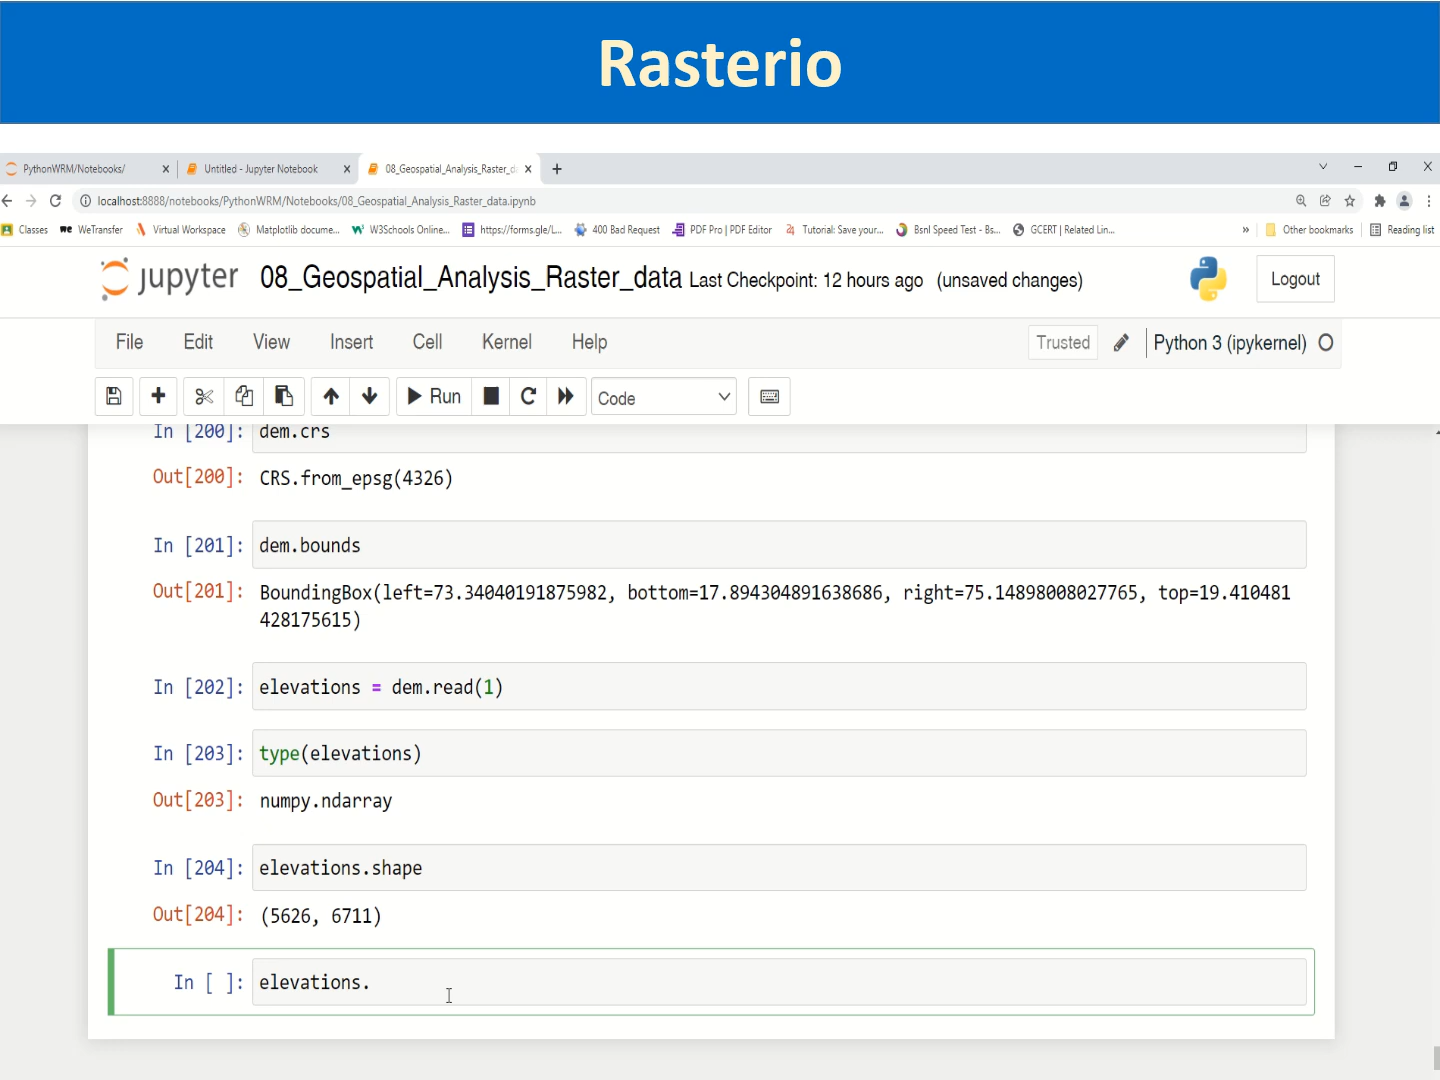 Rasterio
PythonWRM/Notebooks/
Untitled - Jupyter Notebook
08_Geospatial_Analysis_Raster_d
localhost:8888/notebooks/PythonWRM/Notebooks/08_Geospatial_Analysis_Raster_data.ipynb
Classes WeTransfer Virtual Workspace Matplotlib docume... W3Schools Online... https://forms.gle/L... 400 Bad Request PDF Pro | PDF Editor Tutorial: Save your... Bsnl Speed Test - Bs... GCERT | Related Lin... » Other bookmarks Reading list
jupyter 08_Geospatial_Analysis_Raster_data Last Checkpoint: 12 hours ago (unsaved changes) Logout
File Edit View Insert Cell Kernel Help Trusted Python 3 (ipykernel)
Run Code
In [200]: dem.crs
Out[200]: CRS.from_epsg(4326)
In [201]: dem.bounds
Out[201]: BoundingBox(left=73.34040191875982, bottom=17.894304891638686, right=75.14898008027765, top=19.410481
428175615)
In [202]: elevations = dem.read(1)
In [203]: type(elevations)
Out[203]: numpy.ndarray
In [204]: elevations.shape
Out[204]: (5626, 6711)
In [ ]: elevations.